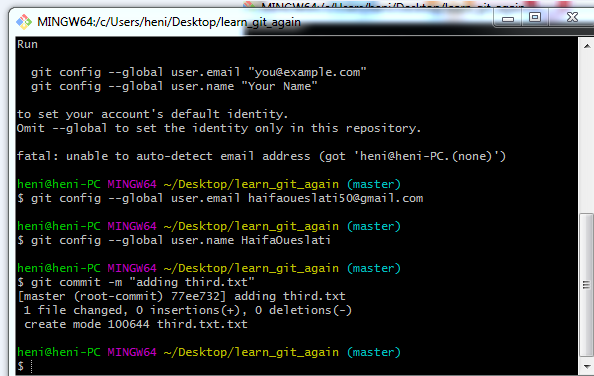 MINGW64:/c/Users/heni/Desktop/learn_git_again
MINGW64:/c/Users/heni/Desktop/learn_git_again
Run
git config --global user.email "you@example.com"
git config --global user.name "Your Name"
to set your account's default identity.
Omit --global to set the identity only in this repository.
fatal: unable to auto-detect email address (got 'heni@heni-PC.(none)')
heni@heni-PC MINGW64 ~/Desktop/learn_git_again (master)
$ git config --global user.email haifaoueslati50@gmail.com
heni@heni-PC MINGW64 ~/Desktop/learn_git_again (master)
$ git config --global user.name HaifaOueslati
heni@heni-PC MINGW64 ~/Desktop/learn_git_again (master)
$ git commit -m "adding third.txt"
[master (root-commit) 77ee732] adding third.txt
1 file changed, 0 insertions(+), 0 deletions(-)
create mode 100644 third.txt.txt
heni@heni-PC MINGW64 ~/Desktop/learn_git_again (master)
$